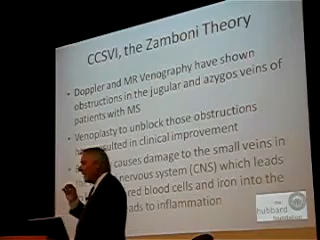 CCSVI, the Zamboni Theory
• Doppler and MR Venography have shown
obstructions in the jugular and azygos veins of
patients with MS
• Venoplasty to unblock those obstructions
resulted in clinical improvement
causes damage to the small veins in
nervous system (CNS) which leads
red blood cells and iron into the
leads to inflammation
the
hubbard
foundation